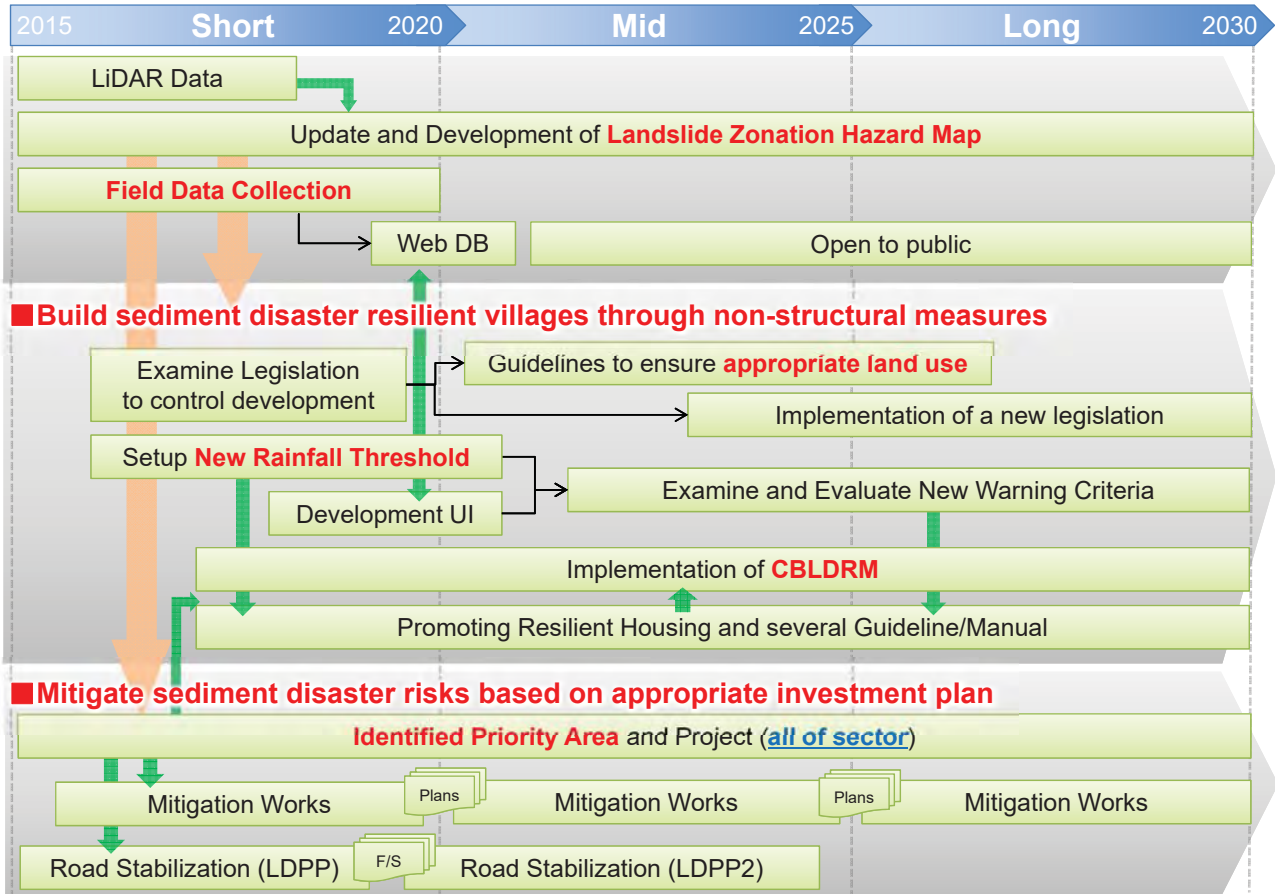 2015 Short 2020 Mid 2025 Long 2030
LiDAR Data
Update and Development of Landslide Zonation Hazard Map
Field Data Collection
Web DB
Open to public
■Build sediment disaster resilient villages through non-structural measures
Examine Legislation
to control development
Guidelines to ensure appropriate land use
Implementation of a new legislation
Setup New Rainfall Threshold
Examine and Evaluate New Warning Criteria
Development UI
Implementation of CBLDRM
Promoting Resilient Housing and several Guideline/Manual
■Mitigate sediment disaster risks based on appropriate investment plan
Identified Priority Area and Project (all of sector)
Mitigation Works
Plans
Mitigation Works
Plans
Mitigation Works
Road Stabilization (LDPP)
F/S
Road Stabilization (LDPP2)